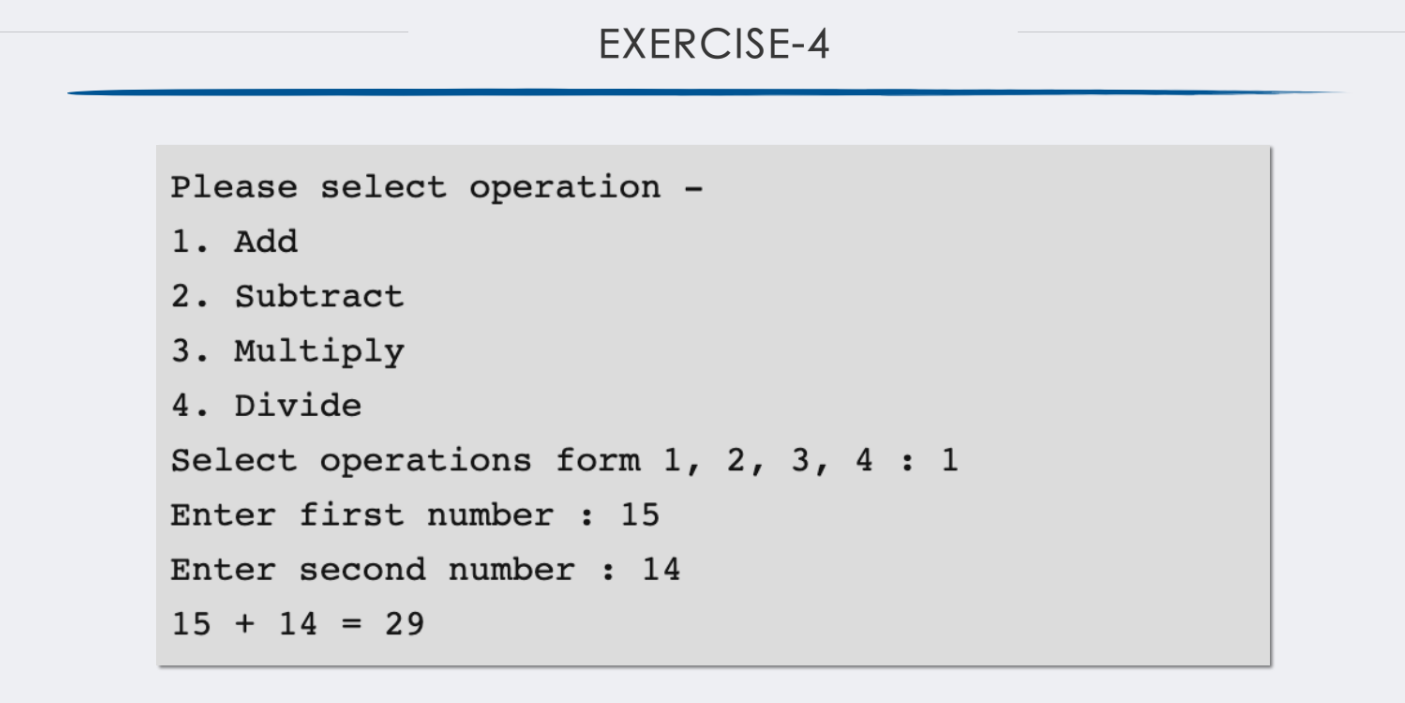 EXERCISE-4
Please select operation -
1. Add
2. Subtract
3. Multiply
4. Divide
Select operations form 1, 2, 3, 4 : 1
Enter first number : 15
Enter second number : 14
15 + 14 = 29